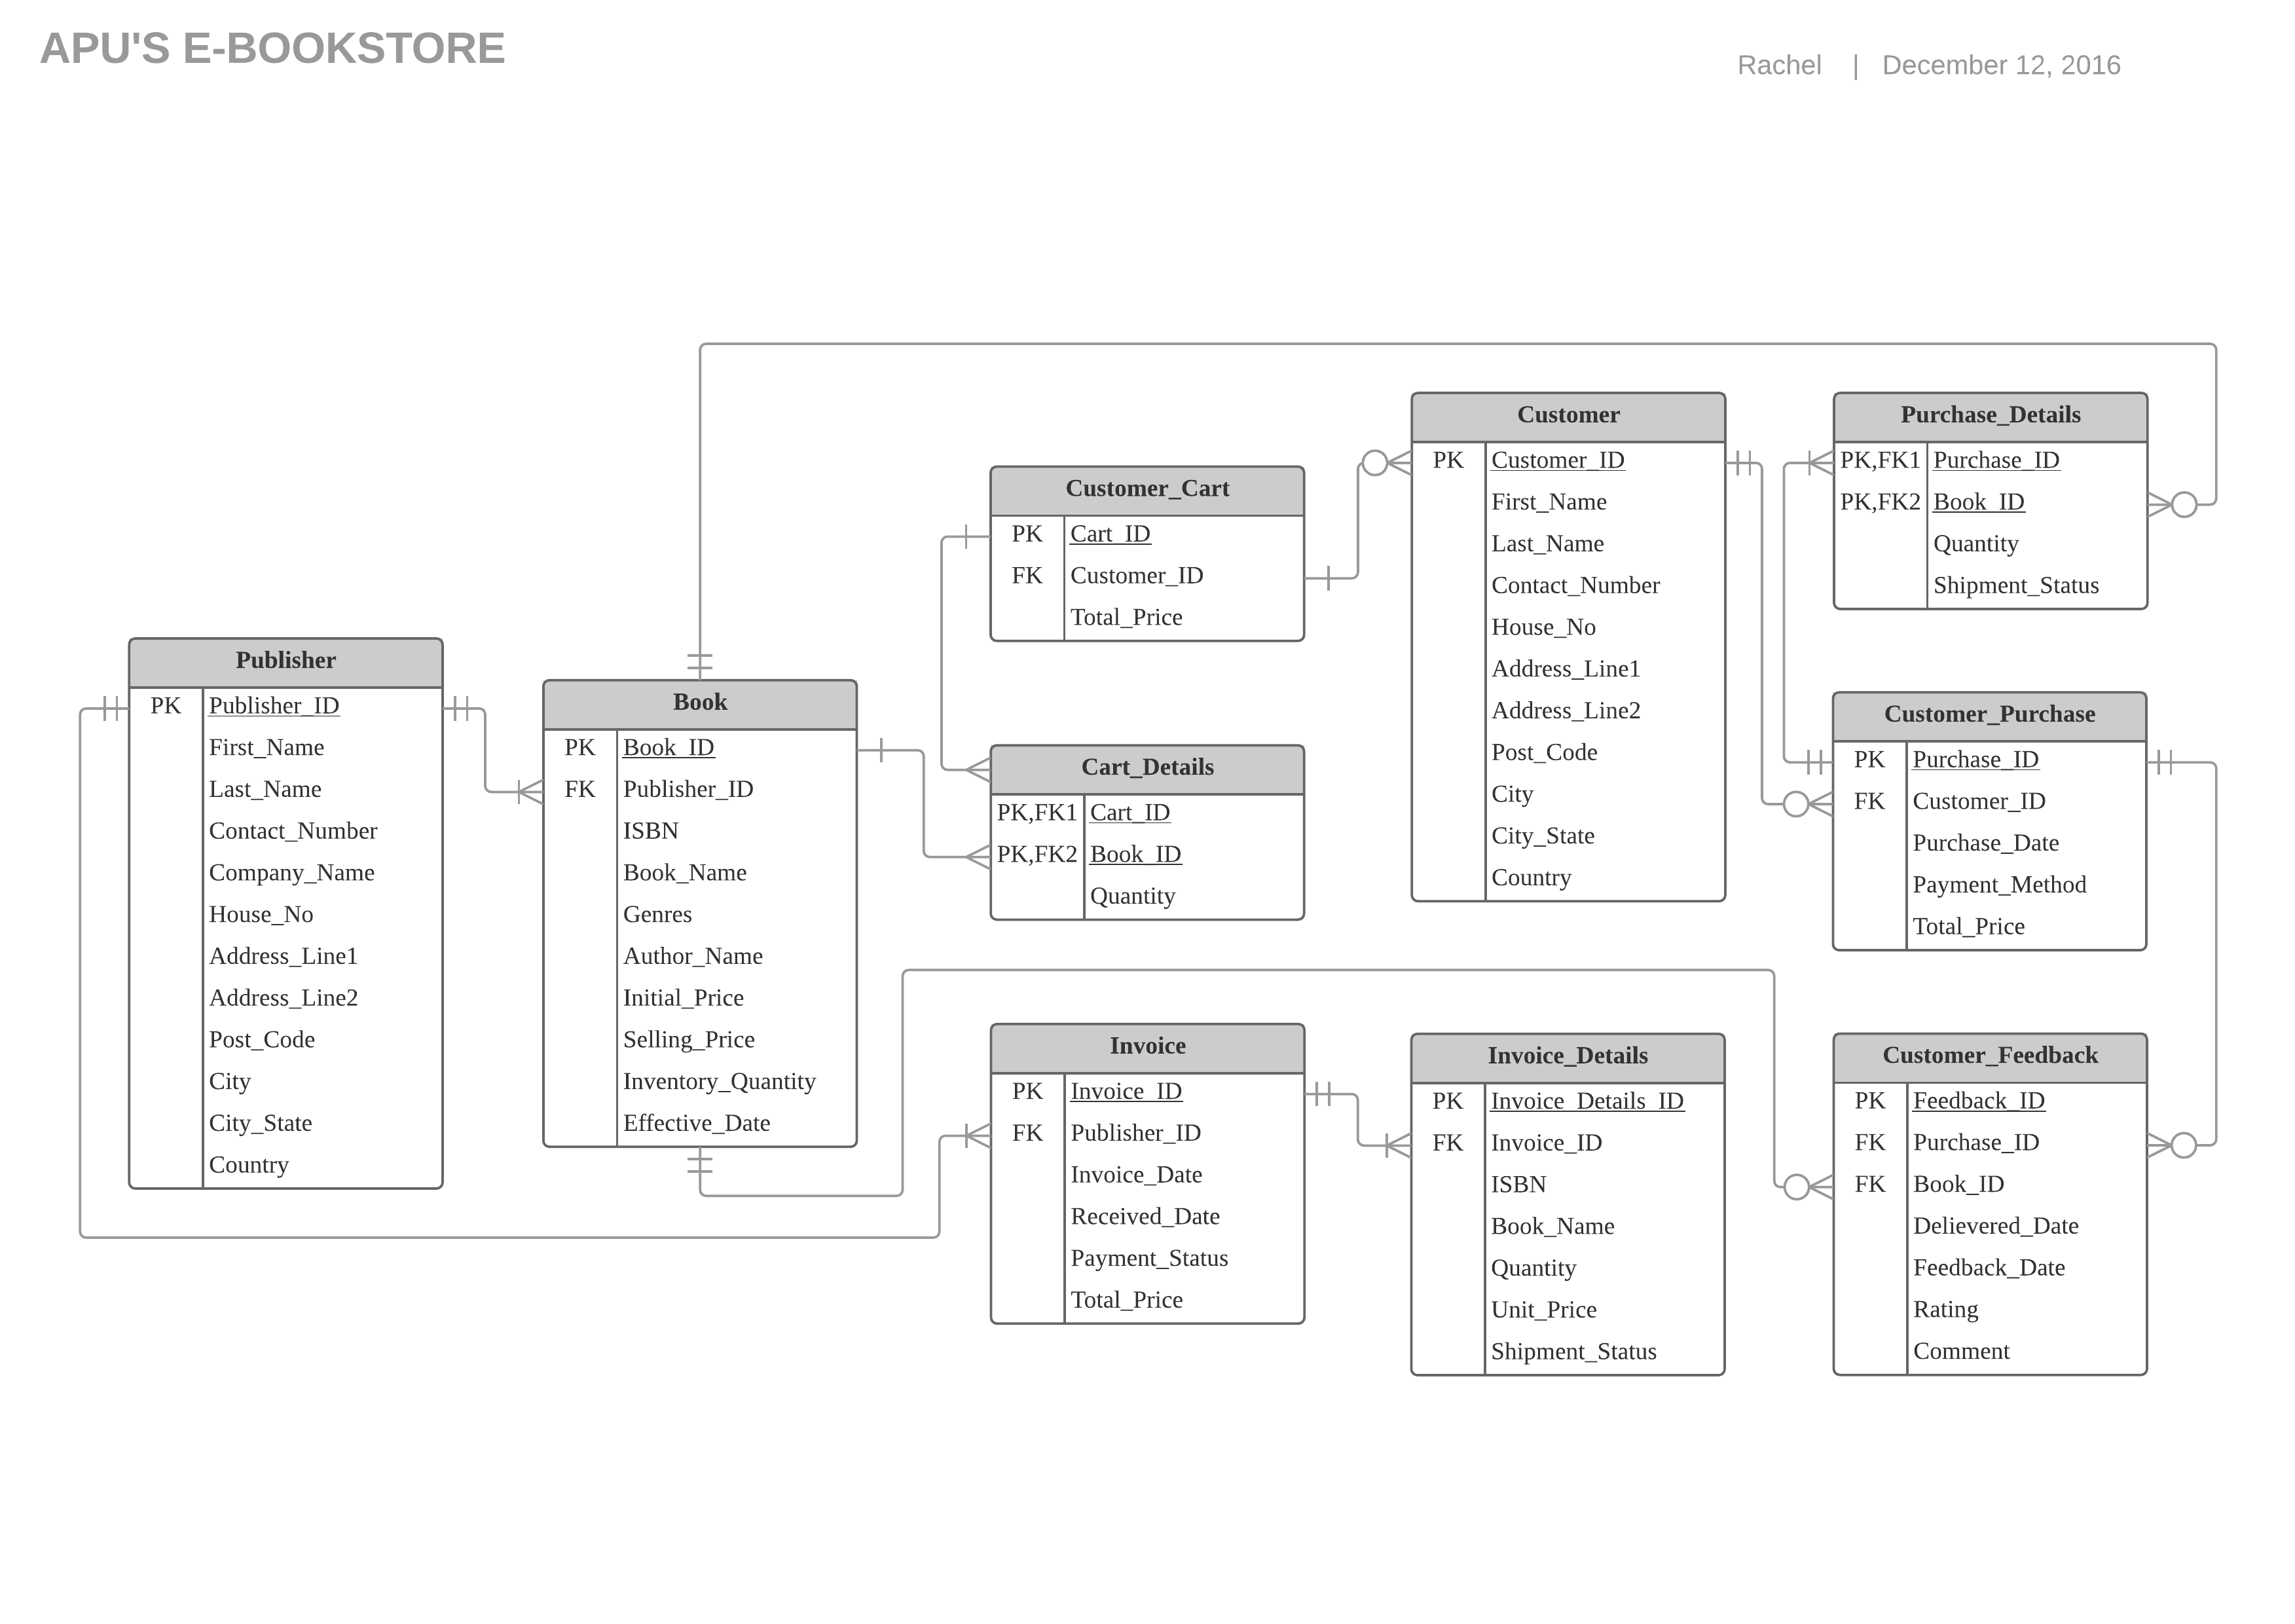 APU'S E-BOOKSTORE
Rachel | December 12, 2016
Publisher
PK Publisher_ID
First_Name
Last_Name
Contact_Number
Company_Name
House_No
Address_Line1
Address_Line2
Post_Code
City
City_State
Country
Book
PK Book_ID
FK Publisher_ID
ISBN
Book_Name
Genres
Author_Name
Initial_Price
Selling_Price
Inventory_Quantity
Effective_Date
Customer_Cart
PK Cart_ID
FK Customer_ID
Total_Price
Cart_Details
PK,FK1 Cart_ID
PK,FK2 Book_ID
Quantity
Customer
PK Customer_ID
First_Name
Last_Name
Contact_Number
House_No
Address_Line1
Address_Line2
Post_Code
City
City_State
Country
Purchase_Details
PK,FK1 Purchase_ID
PK,FK2 Book_ID
Quantity
Shipment_Status
Customer_Purchase
PK Purchase_ID
FK Customer_ID
Purchase_Date
Payment_Method
Total_Price
Invoice
PK Invoice_ID
FK Publisher_ID
Invoice_Date
Received_Date
Payment_Status
Total_Price
Invoice_Details
PK Invoice_Details_ID
FK Invoice_ID
ISBN
Book_Name
Quantity
Unit_Price
Shipment_Status
Customer_Feedback
PK Feedback_ID
FK Purchase_ID
FK Book_ID
Delievered_Date
Feedback_Date
Rating
Comment